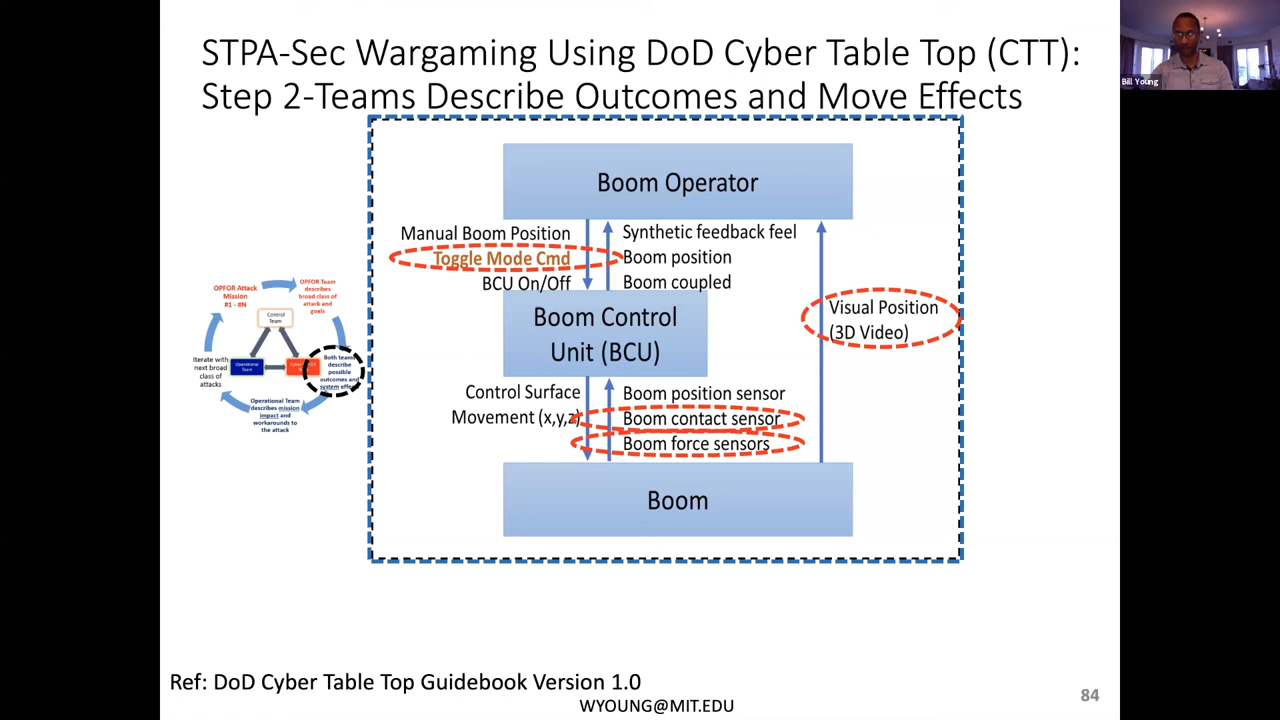 STPA-Sec Wargaming Using DoD Cyber Table Top (CTT):
Step 2-Teams Describe Outcomes and Move Effects
Bill Young
Boom Operator
Manual Boom Position
Toggle Mode Cmd
BCU On/Off
Synthetic feedback feel
Boom position
Boom coupled
Visual Position
(3D Video)
Boom Control
Unit (BCU)
Control Surface
Movement (x,y,z)
Boom position sensor
Boom contact sensor
Boom force sensors
Boom
OPFOR Attack
Mission
#1 - #N
OPFOR Team
describes
broad class of
attack and
goals
Control
Team
Operational
Team
Both teams
describe
possible
outcomes and
system
Iterate with
next broad
class of
attacks
Operational Team
describes mission
impact and
workarounds to
the attack
Ref: DoD Cyber Table Top Guidebook Version 1.0
WYOUNG@MIT.EDU
84